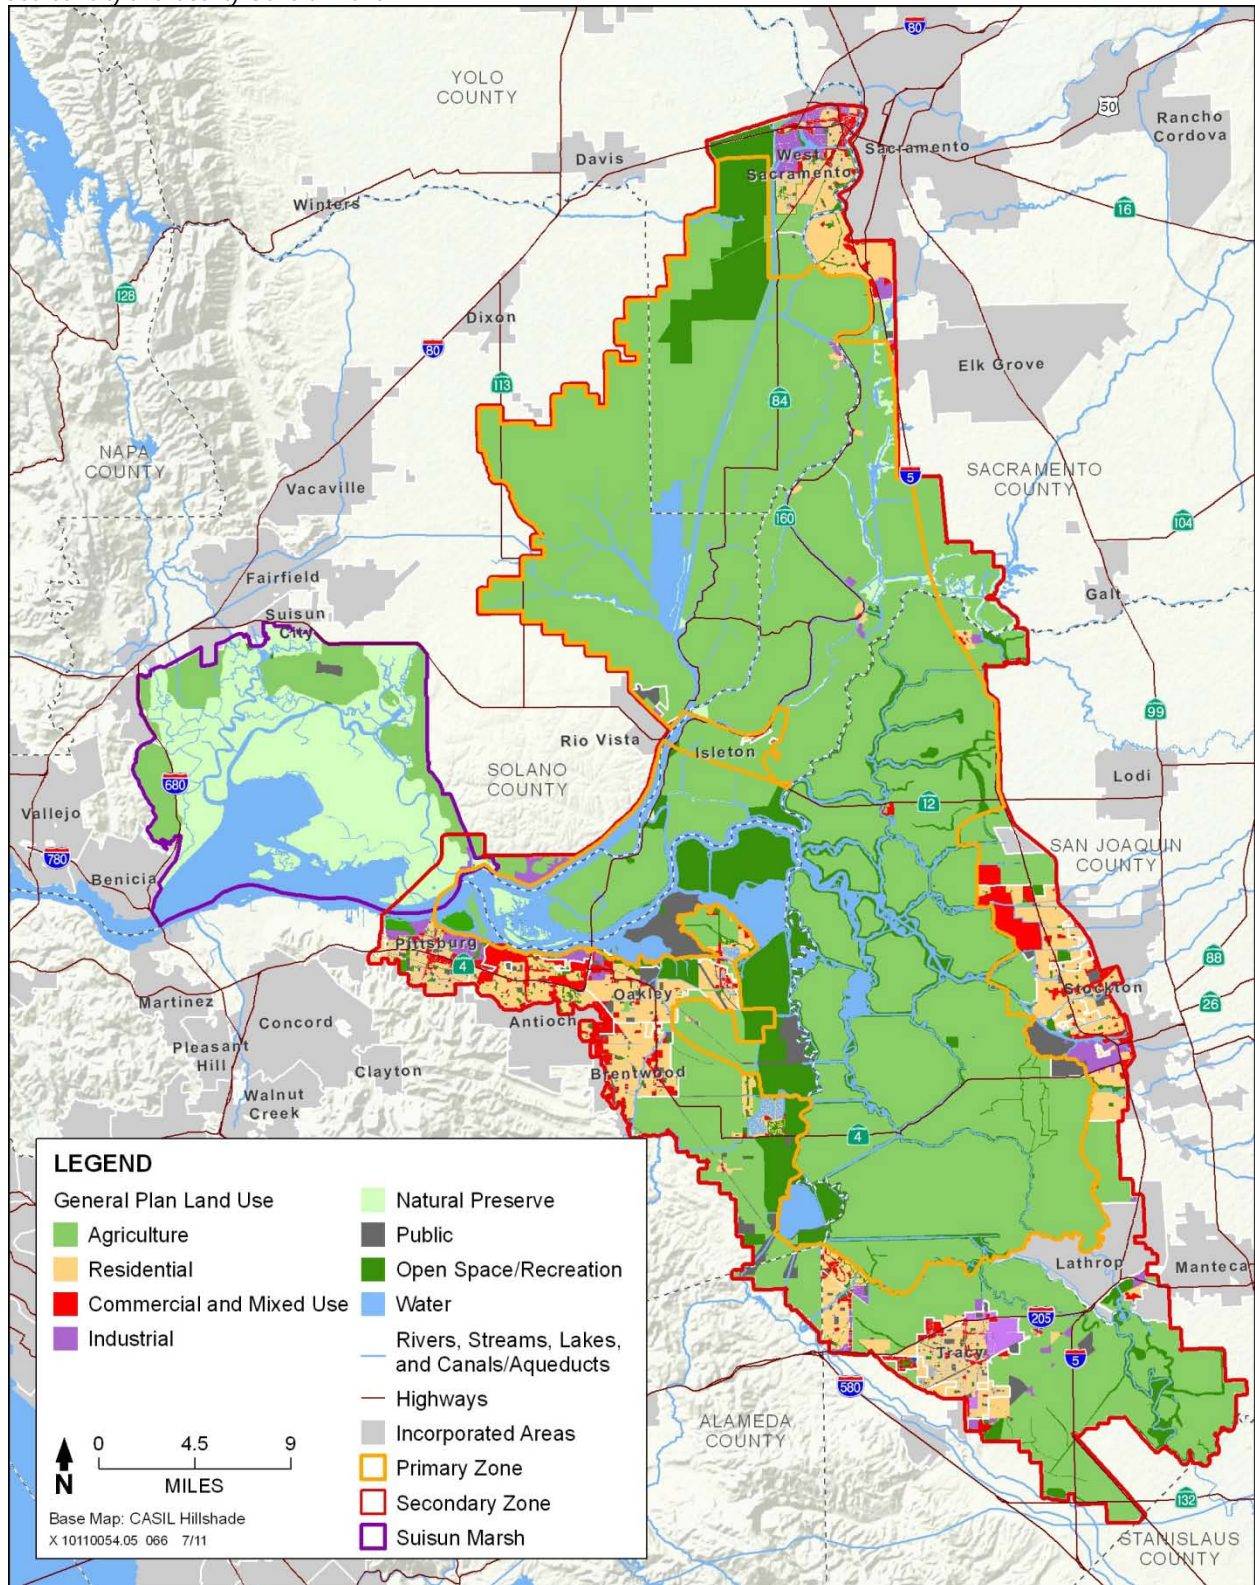 YOLO
COUNTY
80
50
Rancho
Cordova
Davis
West
Sacramento
Sacramento
Winters
16
128
Dixon
80
113
Elk Grove
84
NAPA
COUNTY
Vacaville
5
SACRAMENTO
COUNTY
160
104
Fairfield
Suisun
City
Galt
99
Rio Vista
Isleton
SOLANO
COUNTY
680
Lodi
12
Vallejo
780
Benicia
SAN JOAQUIN
COUNTY
Pittsburg
4
88
Oakley
Stockton
26
Martinez
Concord
Antioch
Pleasant
Hill
Clayton
Brentwood
Walnut
Creek
4
Lathrop
Manteca
205
Tracy
5
580
ALAMEDA
COUNTY
132
STANISLAUS
COUNTY
LEGEND
General Plan Land Use
Agriculture
Residential
Commercial and Mixed Use
Industrial
Natural Preserve
Public
Open Space/Recreation
Water
Rivers, Streams, Lakes,
and Canals/Aqueducts
Highways
Incorporated Areas
Primary Zone
Secondary Zone
Suisun Marsh
0 4.5 9
MILES
N
Base Map: CASIL Hillshade
X 10110054.05 066 7/11